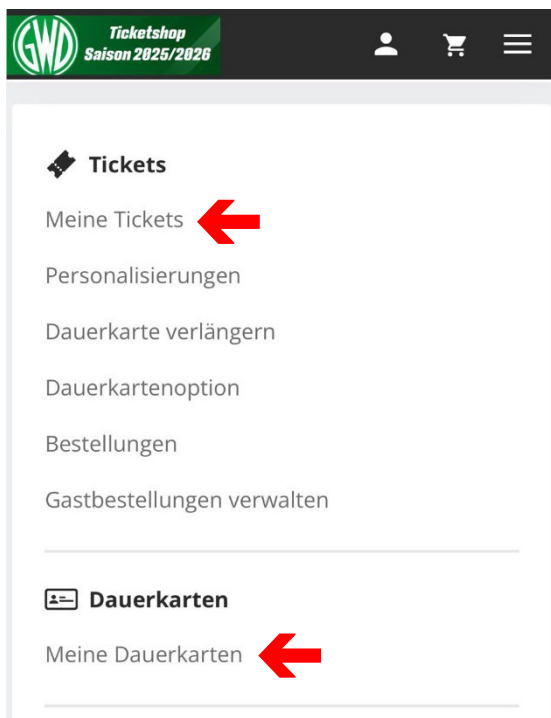 GWD
Ticketshop
Saison 2025/2026
Tickets
Meine Tickets
Personalisierungen
Dauerkarte verlängern
Dauerkartenoption
Bestellungen
Gastbestellungen verwalten
Dauerkarten
Meine Dauerkarten